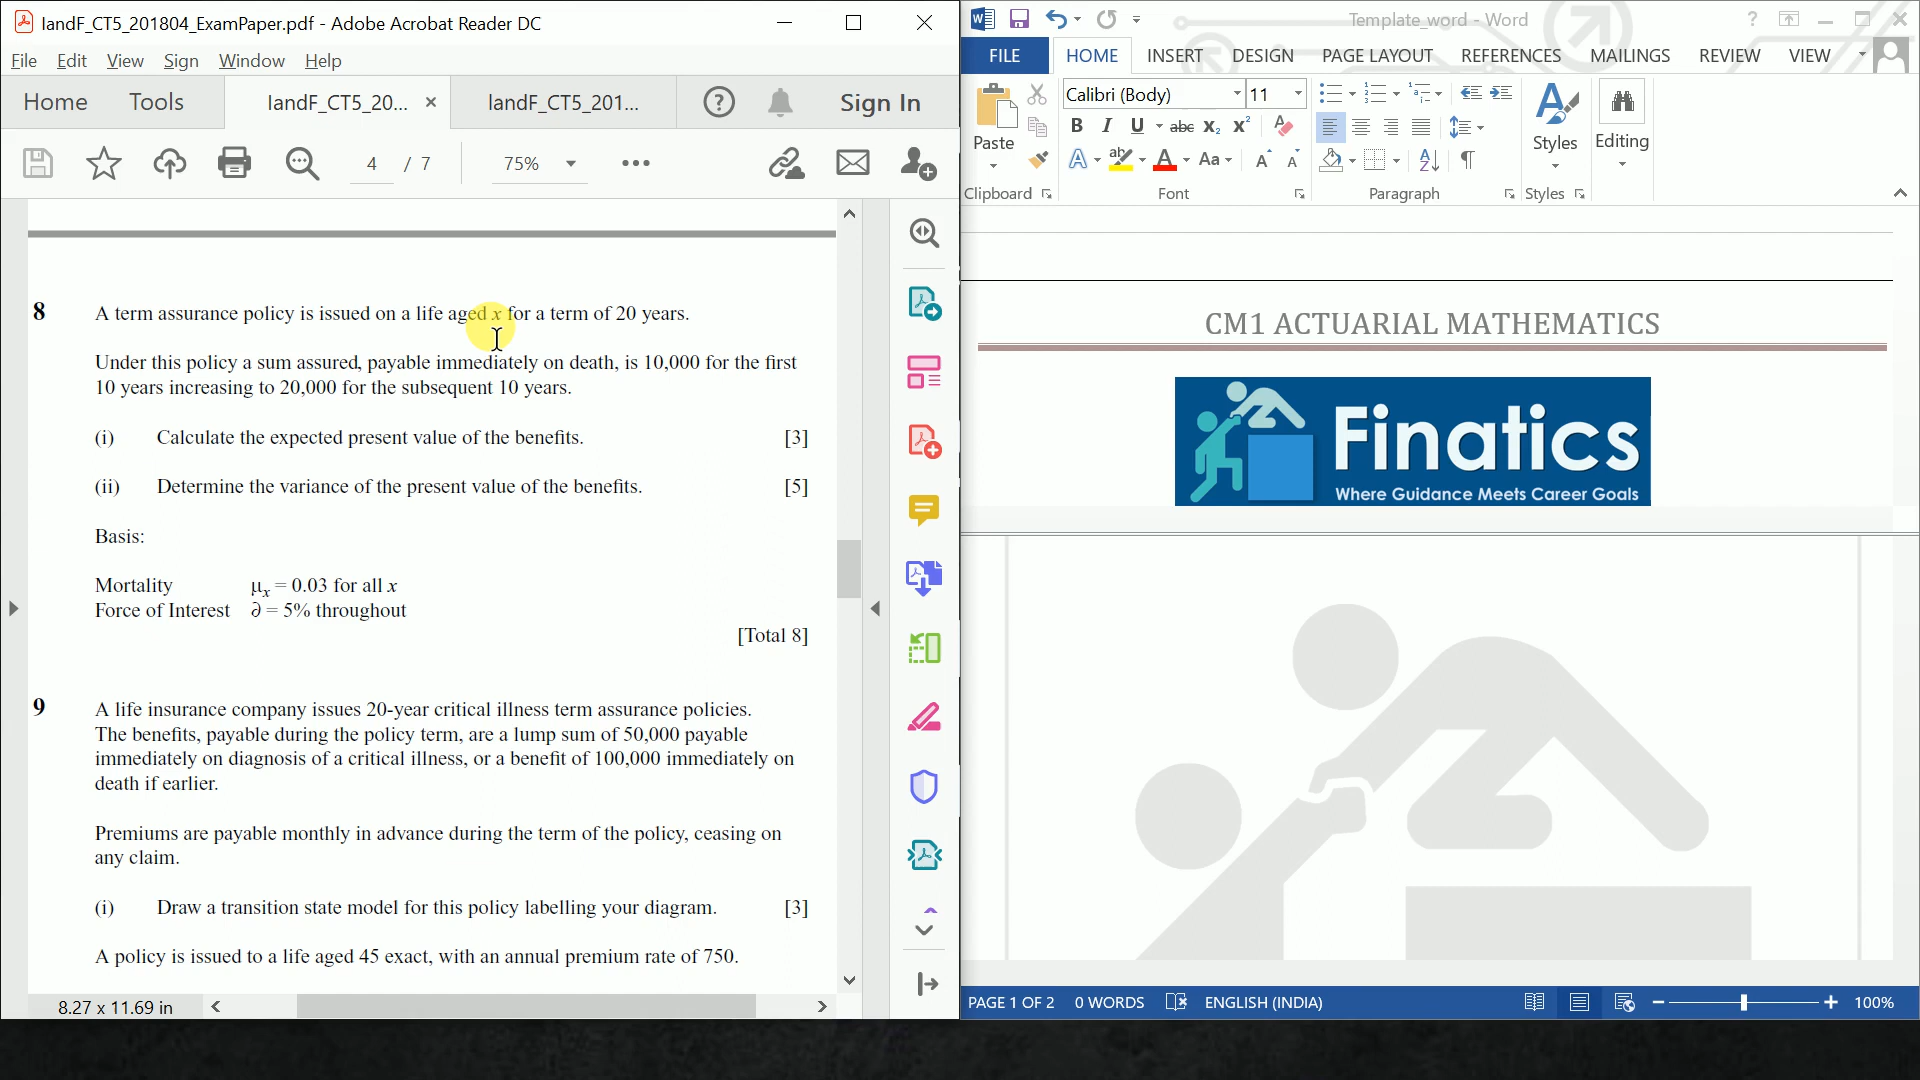 IandF_CT5_201804_ExamPaper.pdf - Adobe Acrobat Reader DC
File Edit View Sign Window Help
Home Tools IandF_CT5_20... × IandF_CT5_201... Sign In
4 / 7 75%
8 A term assurance policy is issued on a life aged x for a term of 20 years.
Under this policy a sum assured, payable immediately on death, is 10,000 for the first
10 years increasing to 20,000 for the subsequent 10 years.
(i) Calculate the expected present value of the benefits. [3]
(ii) Determine the variance of the present value of the benefits. [5]
Basis:
Mortality μx = 0.03 for all x
Force of Interest ∂ = 5% throughout
[Total 8]
9 A life insurance company issues 20-year critical illness term assurance policies.
The benefits, payable during the policy term, are a lump sum of 50,000 payable
immediately on diagnosis of a critical illness, or a benefit of 100,000 immediately on
death if earlier.
Premiums are payable monthly in advance during the term of the policy, ceasing on
any claim.
(i) Draw a transition state model for this policy labelling your diagram. [3]
A policy is issued to a life aged 45 exact, with an annual premium rate of 750.
8.27 x 11.69 in
Template_word - Word
FILE HOME INSERT DESIGN PAGE LAYOUT REFERENCES MAILINGS REVIEW VIEW
Calibri (Body) 11
Paste Styles Editing
Clipboard Font Paragraph Styles
CM1 ACTUARIAL MATHEMATICS
Finatics
Where Guidance Meets Career Goals
PAGE 1 OF 2 0 WORDS ENGLISH (INDIA) 100%